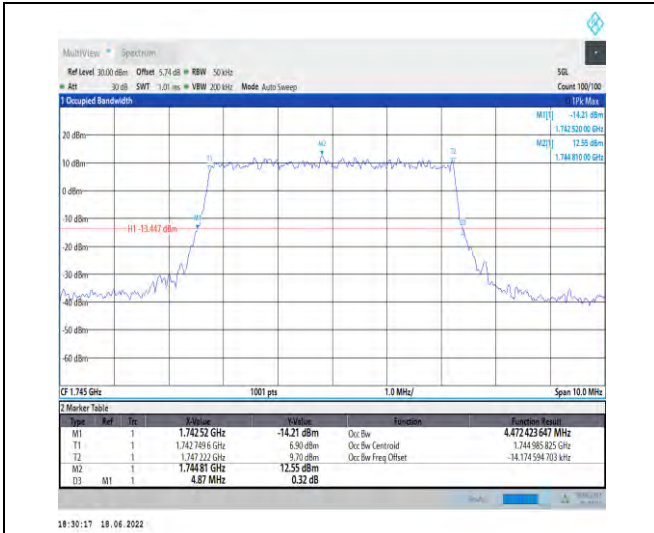 MultiView Spectrum
Ref Level 30.00 dBm Offset 5.74 dB RBW 50 kHz SGL
Att 30 dB SWT 1.01 ms VBW 200 kHz Mode Auto Sweep Count 100/100
1 Occupied Bandwidth 1Pk Max
M1[1] -14.21 dBm
1.742 520 00 GHz
M2[1] 12.55 dBm
1.744 810 00 GHz
20 dBm
M2
T1
T2
10 dBm
0 dBm
-10 dBm
M1
D3
H1 -13.447 dBm
-20 dBm
-30 dBm
-40 dBm
-50 dBm
-60 dBm
CF 1.745 GHz 1001 pts 1.0 MHz/ Span 10.0 MHz
2 Marker Table
Type Ref Trc X-Value Y-Value Function Function Result
M1 1 1.742 52 GHz -14.21 dBm Occ Bw 4.472 423 647 MHz
T1 1 1.742 749 6 GHz 6.90 dBm Occ Bw Centroid 1.744 985 825 GHz
T2 1 1.747 222 GHz 9.70 dBm Occ Bw Freq Offset -14.174 594 703 kHz
M2 1 1.744 81 GHz 12.55 dBm
D3 M1 1 4.87 MHz 0.32 dB
18:30:17 18.06.2022